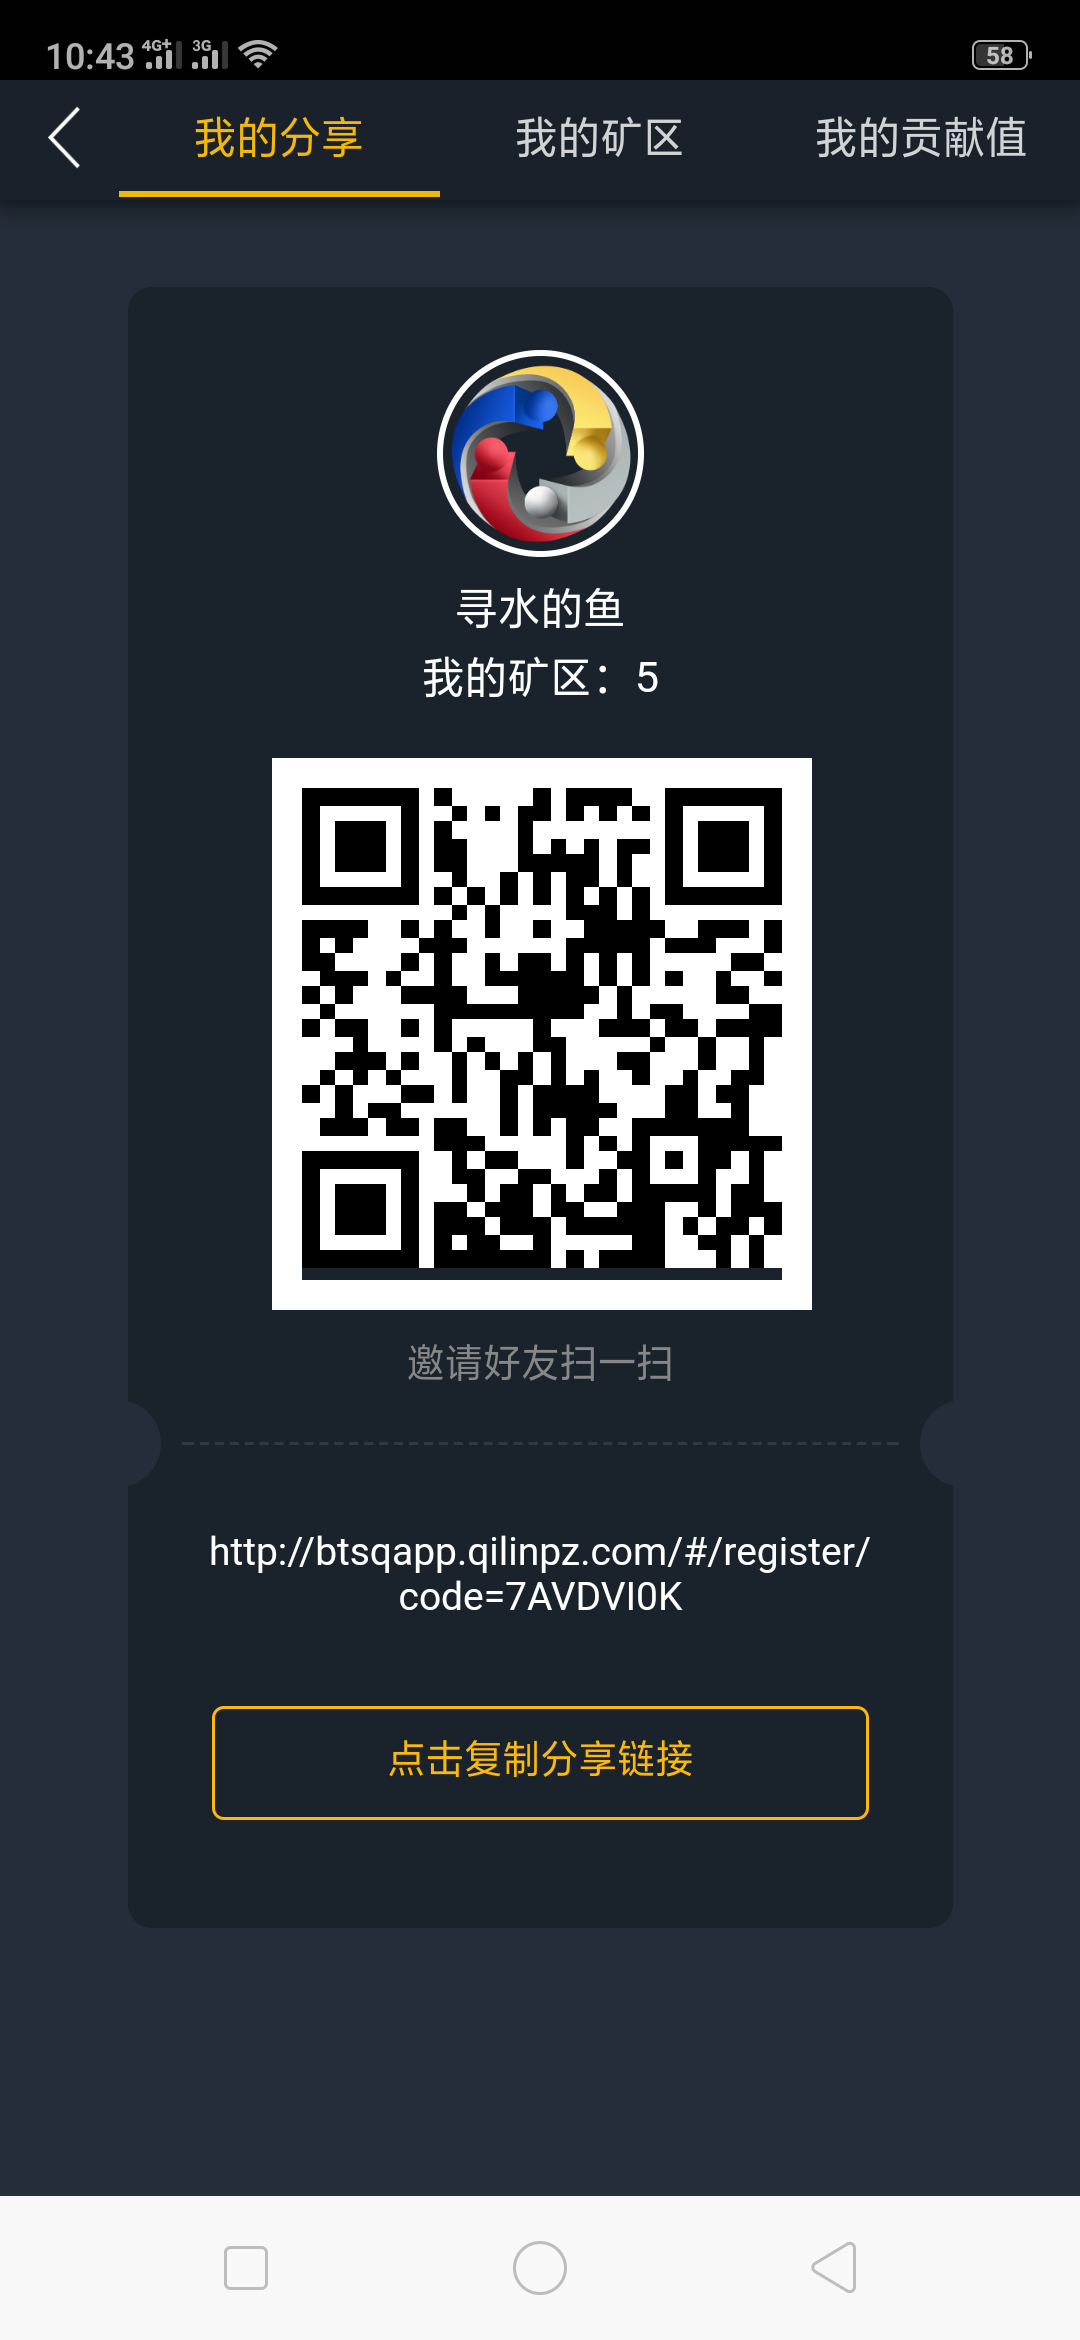 10:43 4G+ 3G 58
我的分享 我的矿区 我的贡献值
寻水的鱼
我的矿区：5
邀请好友扫一扫
http://btsqapp.qilinpz.com/#/register/
code=7AVDVI0K
点击复制分享链接